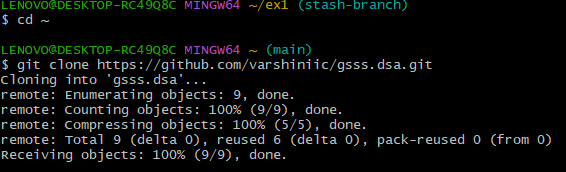 LENOVO@DESKTOP-RC49Q8C MINGW64 ~/ex1 (stash-branch)
$ cd ~
LENOVO@DESKTOP-RC49Q8C MINGW64 ~ (main)
$ git clone https://github.com/varshiniic/gsss.dsa.git
Cloning into 'gsss.dsa'...
remote: Enumerating objects: 9, done.
remote: Counting objects: 100% (9/9), done.
remote: Compressing objects: 100% (5/5), done.
remote: Total 9 (delta 0), reused 6 (delta 0), pack-reused 0 (from 0)
Receiving objects: 100% (9/9), done.